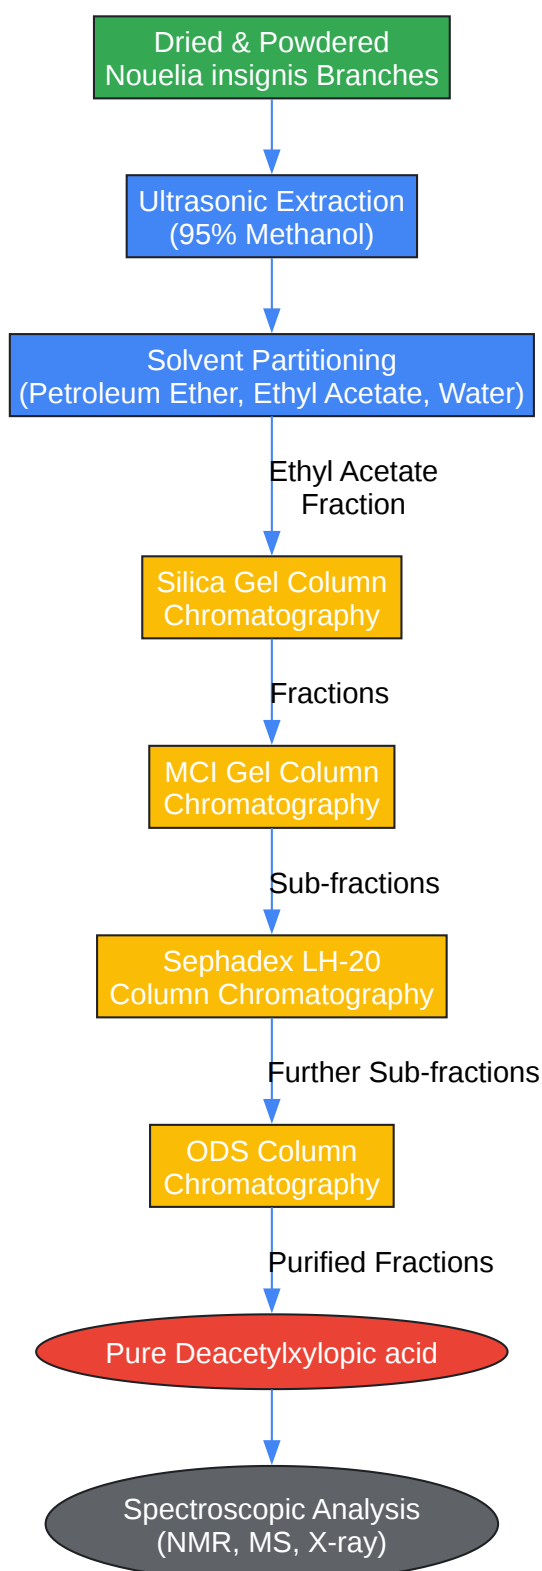 Dried & Powdered
Nouelia insignis Branches
Ultrasonic Extraction
(95% Methanol)
Solvent Partitioning
(Petroleum Ether, Ethyl Acetate, Water)
Ethyl Acetate
Fraction
Silica Gel Column
Chromatography
Fractions
MCI Gel Column
Chromatography
Sub-fractions
Sephadex LH-20
Column Chromatography
Further Sub-fractions
ODS Column
Chromatography
Purified Fractions
Pure Deacetylxylopic acid
Spectroscopic Analysis
(NMR, MS, X-ray)